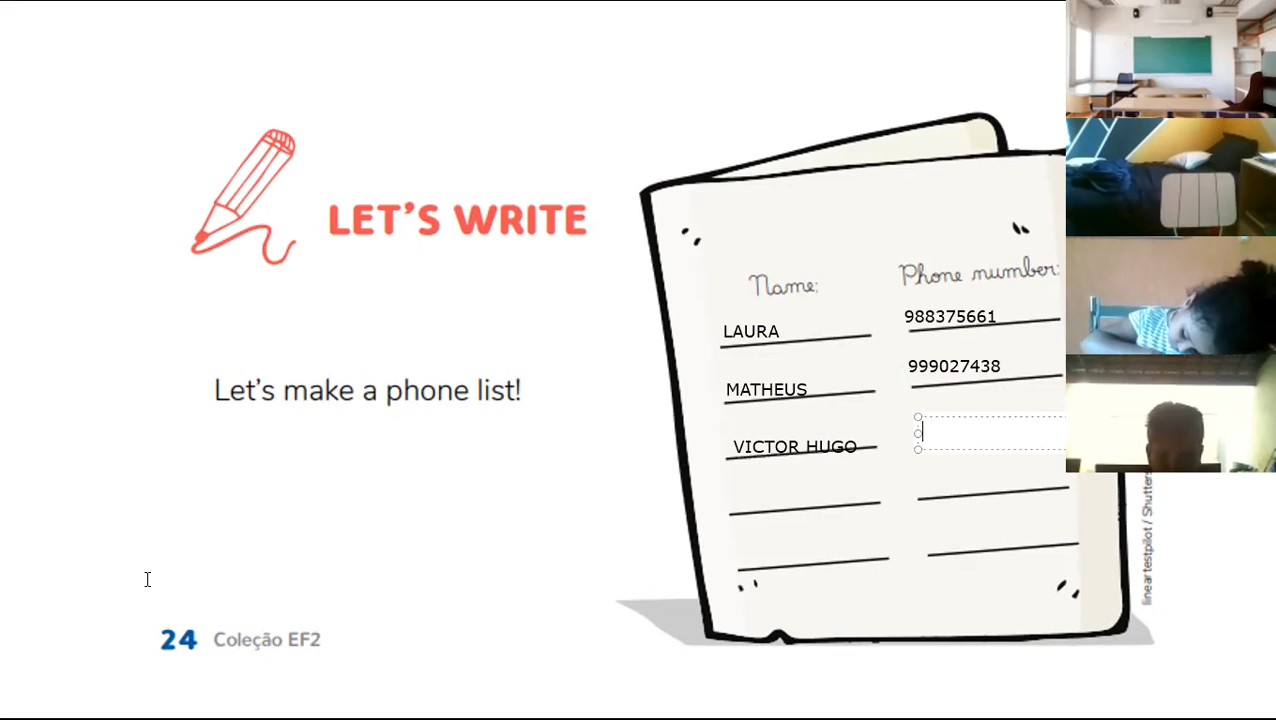 LET'S WRITE
Let's make a phone list!
Name: Phone number:
LAURA 988375661
MATHEUS 999027438
VICTOR HUGO
24 Coleção EF2
lineartestpilot / Shutters